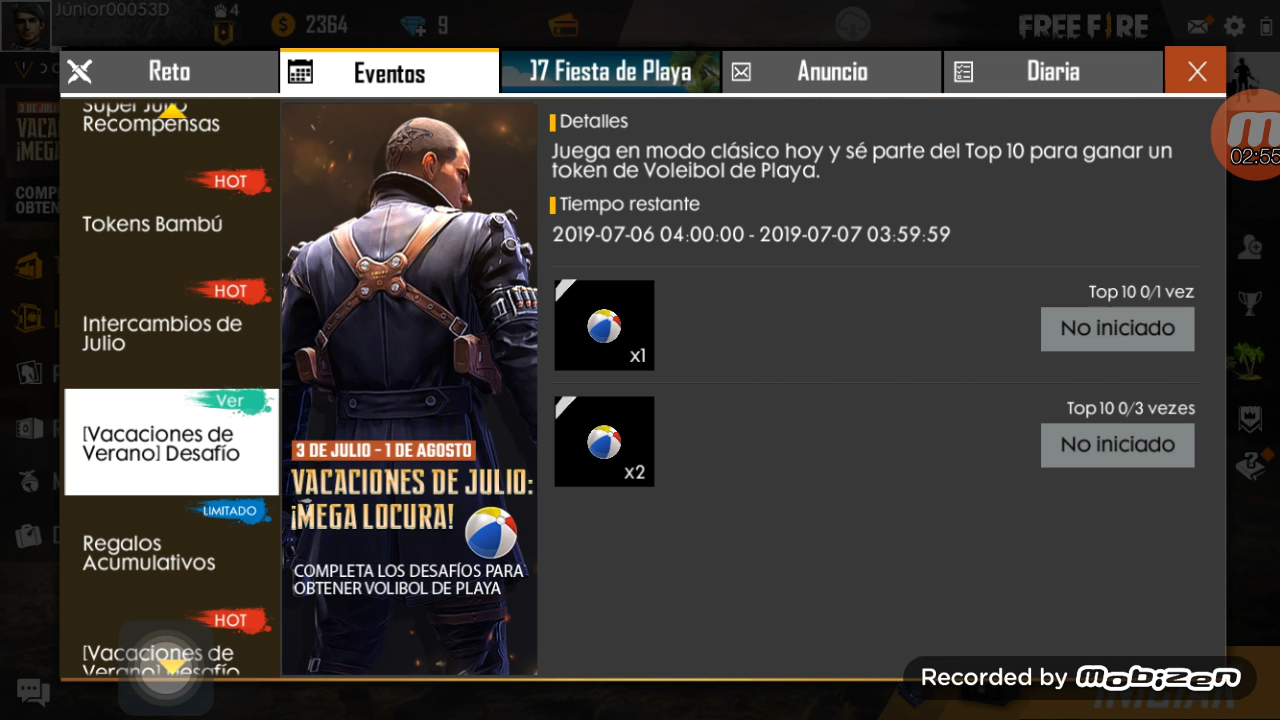 Júnior00053D
4
2364
9
FREE FIRE
Reto
Eventos
17 Fiesta de Playa
Anuncio
Diaria
02:55
Súper Julio
Recompensas
HOT
Tokens Bambú
HOT
Intercambios de
Julio
Ver
[Vacaciones de
Verano] Desafío
LIMITADO
Regalos
Acumulativos
HOT
[Vacaciones de
Verano] Desafío
3 DE JULIO - 1 DE AGOSTO
VACACIONES DE JULIO:
¡MEGA LOCURA!
COMPLETA LOS DESAFÍOS PARA
OBTENER VOLIBOL DE PLAYA
Detalles
Juega en modo clásico hoy y sé parte del Top 10 para ganar un
token de Voleibol de Playa.
Tiempo restante
2019-07-06 04:00:00 - 2019-07-07 03:59:59
x1
Top 10 0/1 vez
No iniciado
x2
Top 10 0/3 vezes
No iniciado
Recorded by mobizen